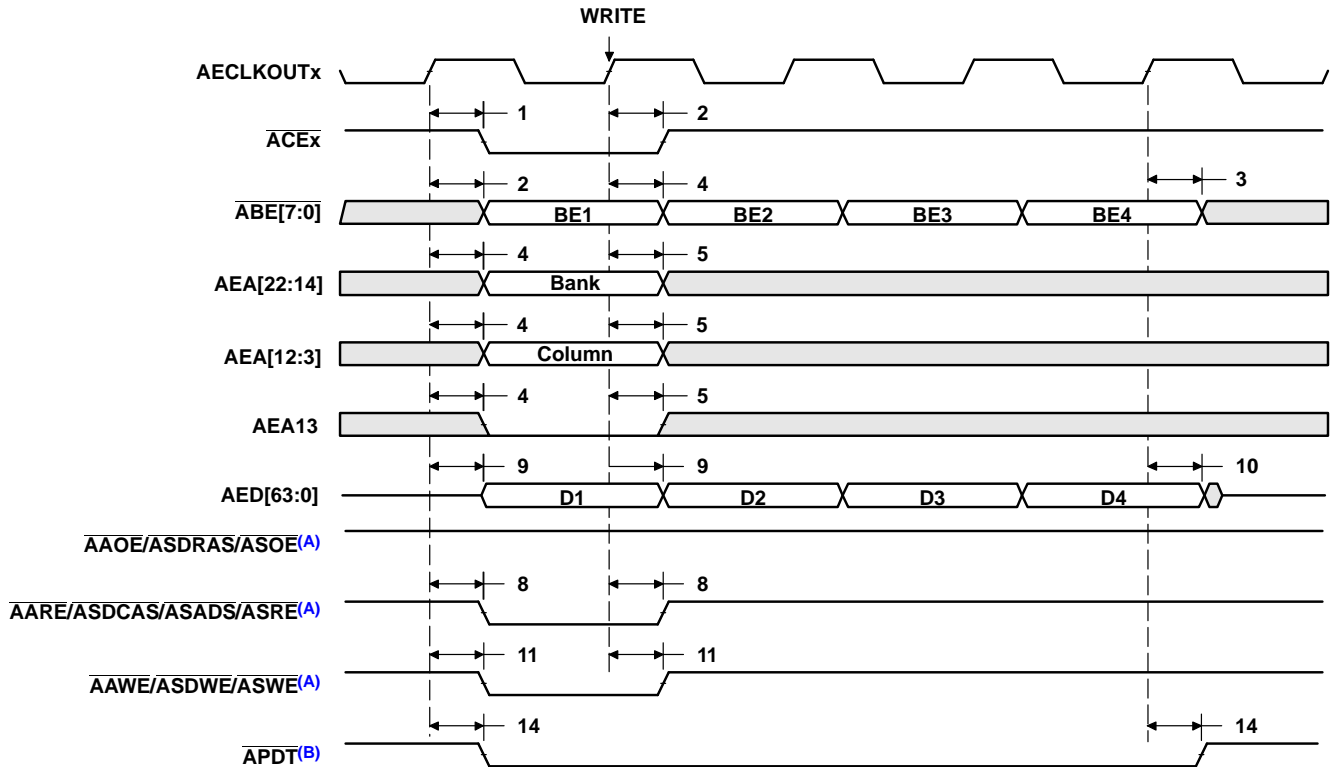 WRITE
AECLKOUTx
1 2
ACEx
2 4 3
ABE[7:0] BE1 BE2 BE3 BE4
4 5
AEA[22:14] Bank
4 5
AEA[12:3] Column
4 5
AEA13
9 9 10
AED[63:0] D1 D2 D3 D4
AAOE/ASDRAS/ASOE(A)
8 8
AARE/ASDCAS/ASADS/ASRE(A)
11 11
AAWE/ASDWE/ASWE(A)
14 14
APDT(B)